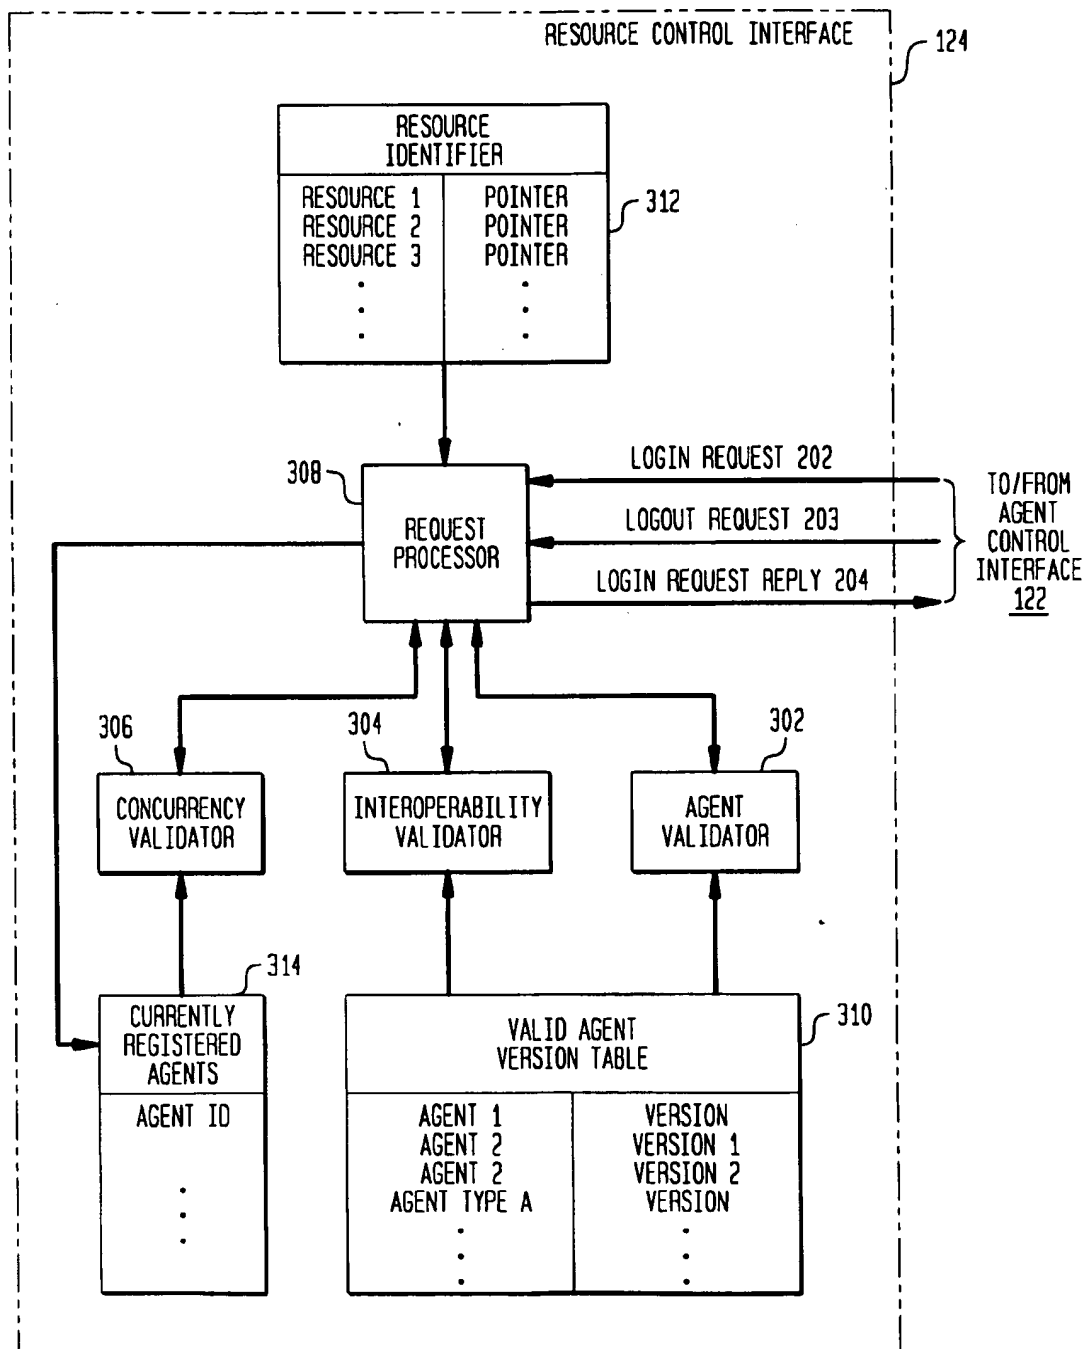 RESOURCE CONTROL INTERFACE
124
RESOURCE
IDENTIFIER
RESOURCE 1 POINTER
RESOURCE 2 POINTER
RESOURCE 3 POINTER
312
308
REQUEST
PROCESSOR
LOGIN REQUEST 202
LOGOUT REQUEST 203
LOGIN REQUEST REPLY 204
TO/FROM
AGENT
CONTROL
INTERFACE
122
306
304
302
CONCURRENCY
VALIDATOR
INTEROPERABILITY
VALIDATOR
AGENT
VALIDATOR
314
CURRENTLY
REGISTERED
AGENTS
AGENT ID
310
VALID AGENT
VERSION TABLE
AGENT 1 VERSION
AGENT 2 VERSION 1
AGENT 2 VERSION 2
AGENT TYPE A VERSION